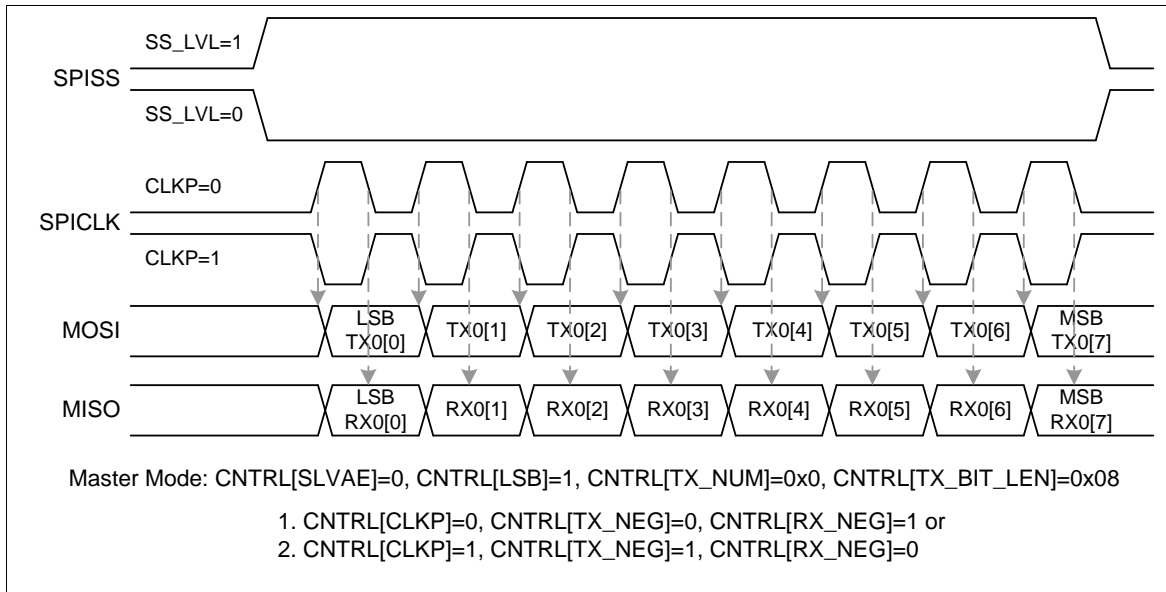 SS_LVL=1
SPISS
SS_LVL=0
CLKP=0
SPICLK
CLKP=1
MOSI
LSB
TX0[0]
TX0[1]
TX0[2]
TX0[3]
TX0[4]
TX0[5]
TX0[6]
MSB
TX0[7]
MISO
LSB
RX0[0]
RX0[1]
RX0[2]
RX0[3]
RX0[4]
RX0[5]
RX0[6]
MSB
RX0[7]
Master Mode: CNTRL[SLVAE]=0, CNTRL[LSB]=1, CNTRL[TX_NUM]=0x0, CNTRL[TX_BIT_LEN]=0x08
1. CNTRL[CLKP]=0, CNTRL[TX_NEG]=0, CNTRL[RX_NEG]=1 or
2. CNTRL[CLKP]=1, CNTRL[TX_NEG]=1, CNTRL[RX_NEG]=0